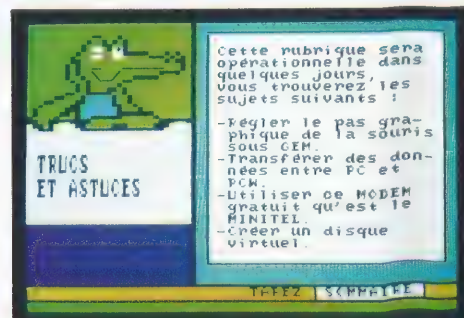 TRUCS
ET ASTUCES
Cette rubrique sera
opérationnelle dans
quelques jours,
vous trouverez les
sujets suivants :
-Régler le pas gra-
phique de la souris
sous GEM.
-Transférer des don-
nées entre PC et
PCW.
-Utiliser ce MODEM
gratuit qu'est le
MINITEL.
-Créer un disque
virtuel.
TAPEZ SOMMAIRE